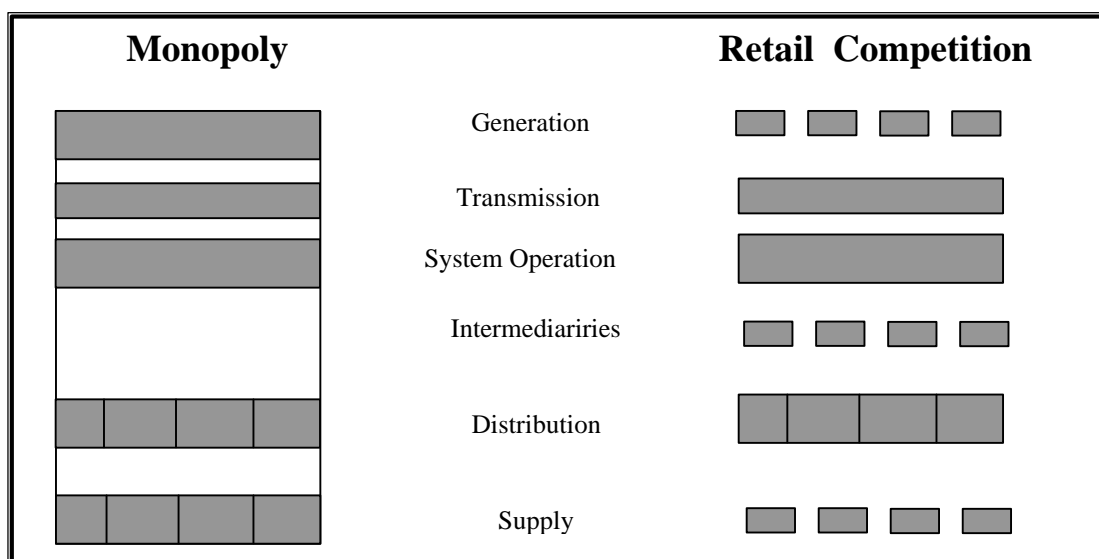 Monopoly
Retail Competition
Generation
Transmission
System Operation
Intermediariries
Distribution
Supply